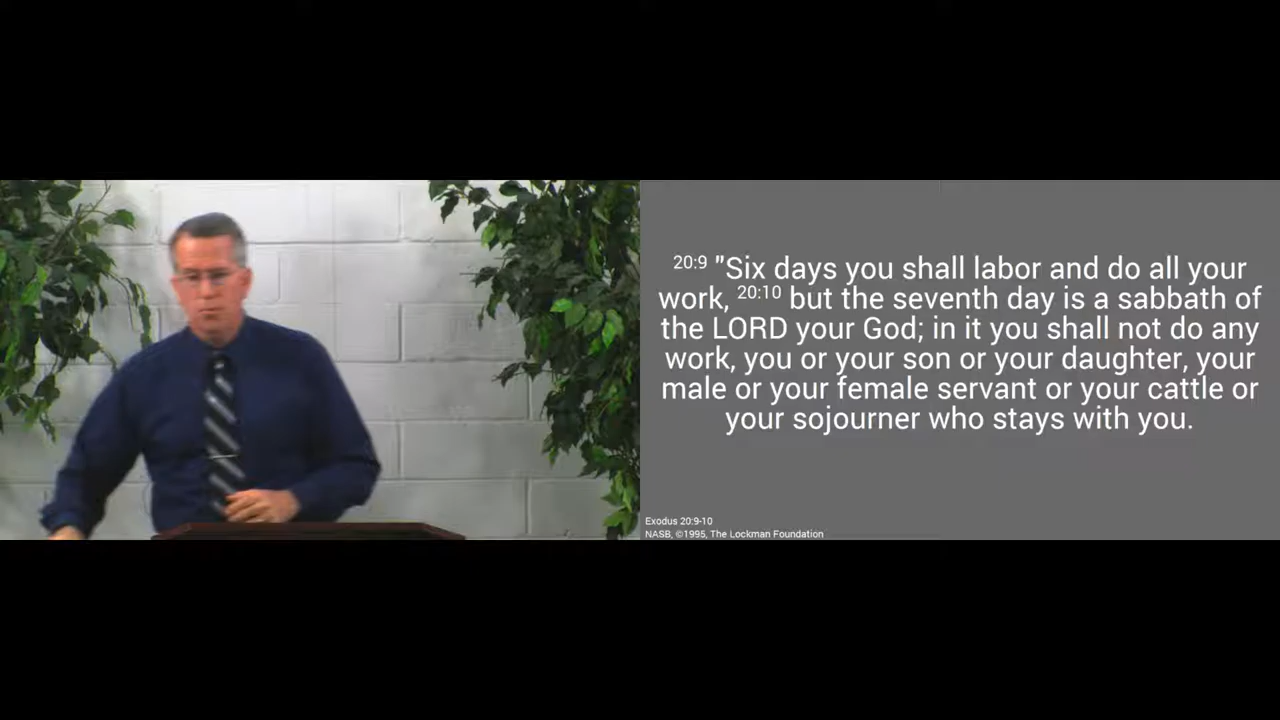 20:9 "Six days you shall labor and do all your
work, 20:10 but the seventh day is a sabbath of
the LORD your God; in it you shall not do any
work, you or your son or your daughter, your
male or your female servant or your cattle or
your sojourner who stays with you.
Exodus 20:9-10
NASB, ©1995, The Lockman Foundation